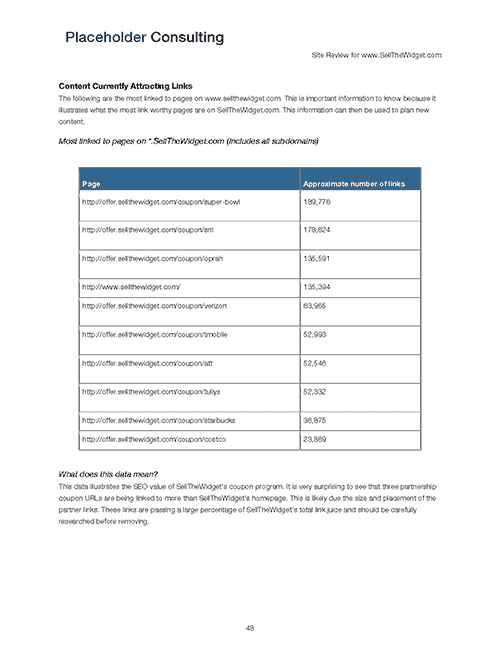 Placeholder Consulting
Site Review for www.SellTheWidget.com
Content Currently Attracting Links
The following are the most linked to pages on www.sellthewidget.com. This is important information to know because it
illustrates what the most link worthy pages are on SellTheWidget.com. This information can then be used to plan new
content.
Most linked to pages on *.SellTheWidget.com (Includes all subdomains)
Page Approximate number of links
http://offer.sellthewidget.com/coupon/super-bowl 189,776
http://offer.sellthewidget.com/coupon/snl 178,624
http://offer.sellthewidget.com/coupon/oprah 135,591
http://www.sellthewidget.com/ 135,394
http://offer.sellthewidget.com/coupon/verizon 63,965
http://offer.sellthewidget.com/coupon/tmobile 52,993
http://offer.sellthewidget.com/coupon/att 52,546
http://offer.sellthewidget.com/coupon/tullys 52,332
http://offer.sellthewidget.com/coupon/starbucks 36,875
http://offer.sellthewidget.com/coupon/costco 23,869
What does this data mean?
This data illustrates the SEO value of SellTheWidget's coupon program. It is very surprising to see that three partnership
coupon URLs are being linked to more than SellTheWidget's homepage. This is likely due the size and placement of the
partner links. These links are passing a large percentage of SellTheWidget's total link juice and should be carefully
researched before removing.
48